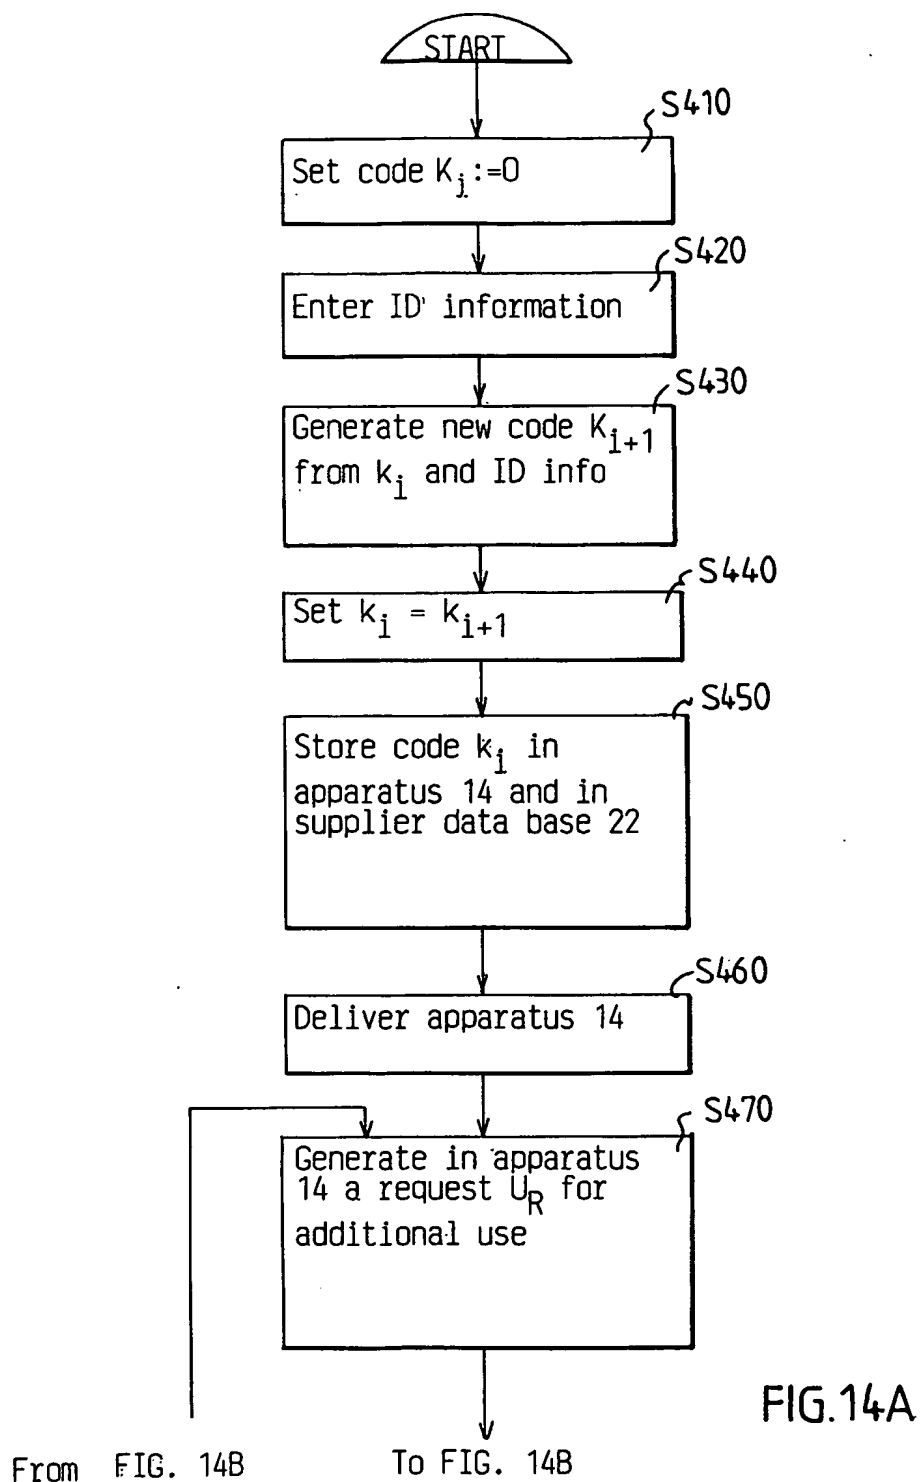 START
S410
Set code K_i:=0
S420
Enter ID' information
S430
Generate new code K_{i+1}
from k_i and ID info
S440
Set k_i = k_{i+1}
S450
Store code k_i in
apparatus 14 and in
supplier data base 22
S460
Deliver apparatus 14
S470
Generate in apparatus
14 a request U_R for
additional use
FIG.14A
From FIG. 14B
To FIG. 14B